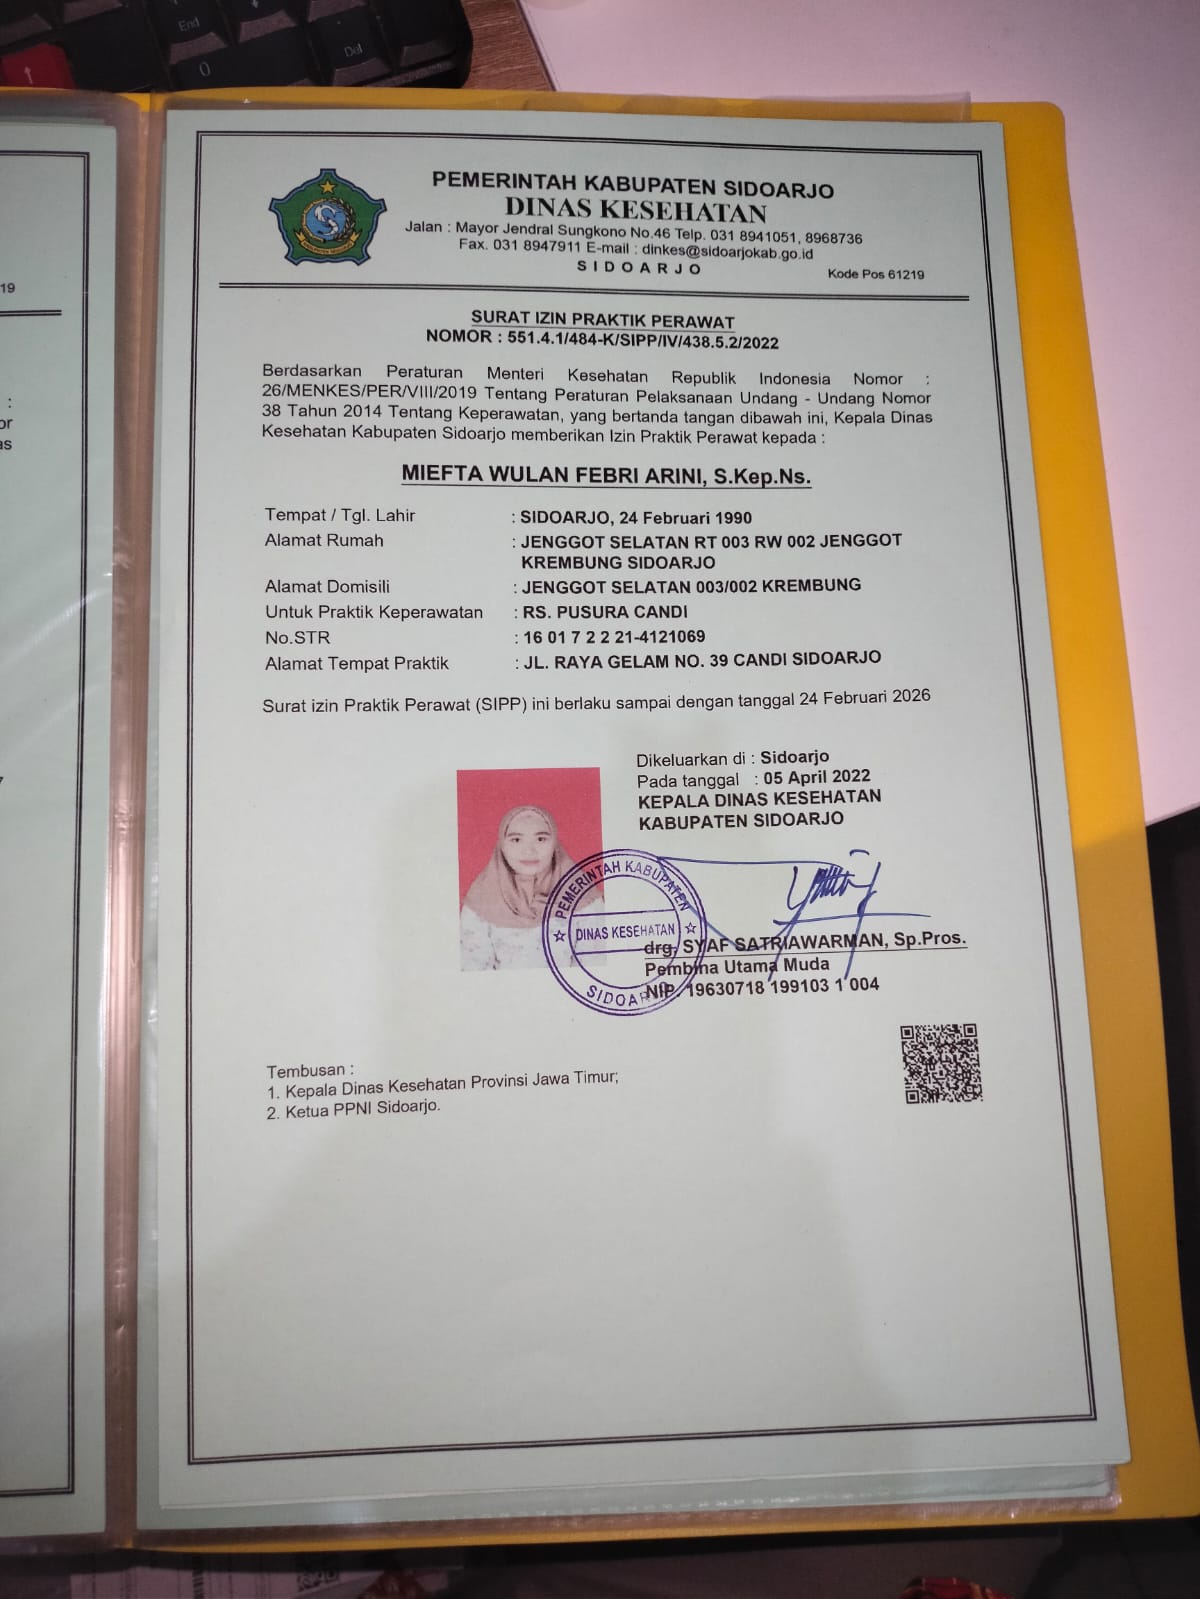 End
Del
0
PEMERINTAH KABUPATEN SIDOARJO
DINAS KESEHATAN
Jalan : Mayor Jendral Sungkono No.46 Telp. 031 8941051, 8968736
Fax. 031 8947911 E-mail : dinkes@sidoarjokab.go.id
S I D O A R J O
Kode Pos 61219
SURAT IZIN PRAKTIK PERAWAT
NOMOR : 551.4.1/484-K/SIPP/IV/438.5.2/2022
Berdasarkan Peraturan Menteri Kesehatan Republik Indonesia Nomor :
26/MENKES/PER/VIII/2019 Tentang Peraturan Pelaksanaan Undang - Undang Nomor
38 Tahun 2014 Tentang Keperawatan, yang bertanda tangan dibawah ini, Kepala Dinas
Kesehatan Kabupaten Sidoarjo memberikan Izin Praktik Perawat kepada :
MIEFTA WULAN FEBRI ARINI, S.Kep.Ns.
Tempat / Tgl. Lahir : SIDOARJO, 24 Februari 1990
Alamat Rumah : JENGGOT SELATAN RT 003 RW 002 JENGGOT
KREMBUNG SIDOARJO
Alamat Domisili : JENGGOT SELATAN 003/002 KREMBUNG
Untuk Praktik Keperawatan : RS. PUSURA CANDI
No.STR : 16 01 7 2 2 21-4121069
Alamat Tempat Praktik : JL. RAYA GELAM NO. 39 CANDI SIDOARJO
Surat izin Praktik Perawat (SIPP) ini berlaku sampai dengan tanggal 24 Februari 2026
Dikeluarkan di : Sidoarjo
Pada tanggal : 05 April 2022
KEPALA DINAS KESEHATAN
KABUPATEN SIDOARJO
PEMERINTAH KABUPATEN
DINAS KESEHATAN
SIDOARJO
drg. SYAF SATRIAWARMAN, Sp.Pros.
Pembina Utama Muda
NIP. 19630718 199103 1 004
Tembusan :
1. Kepala Dinas Kesehatan Provinsi Jawa Timur;
2. Ketua PPNI Sidoarjo.
19
:
or
as